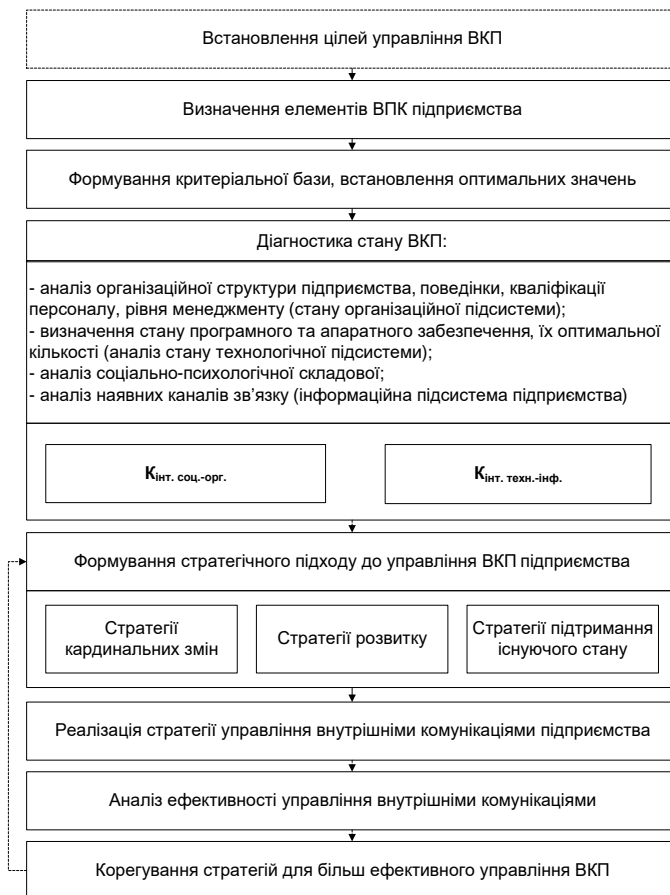 Встановлення цілей управління ВКП
Визначення елементів ВПК підприємства
Формування критеріальної бази, встановлення оптимальних значень
Діагностика стану ВКП:
- аналіз організаційної структури підприємства, поведінки, кваліфікації
персоналу, рівня менеджменту (стану організаційної підсистеми);
- визначення стану програмного та апаратного забезпечення, їх оптимальної
кількості (аналіз стану технологічної підсистеми);
- аналіз соціально-психологічної складової;
- аналіз наявних каналів зв'язку (інформаційна підсистема підприємства)
Кінт. соц.-орг.
Кінт. техн.-інф.
Формування стратегічного підходу до управління ВКП підприємства
Стратегії
кардинальних змін
Стратегії розвитку
Стратегії підтримання
існуючого стану
Реалізація стратегії управління внутрішніми комунікаціями підприємства
Аналіз ефективності управління внутрішніми комунікаціями
Корегування стратегій для більш ефективного управління ВКП